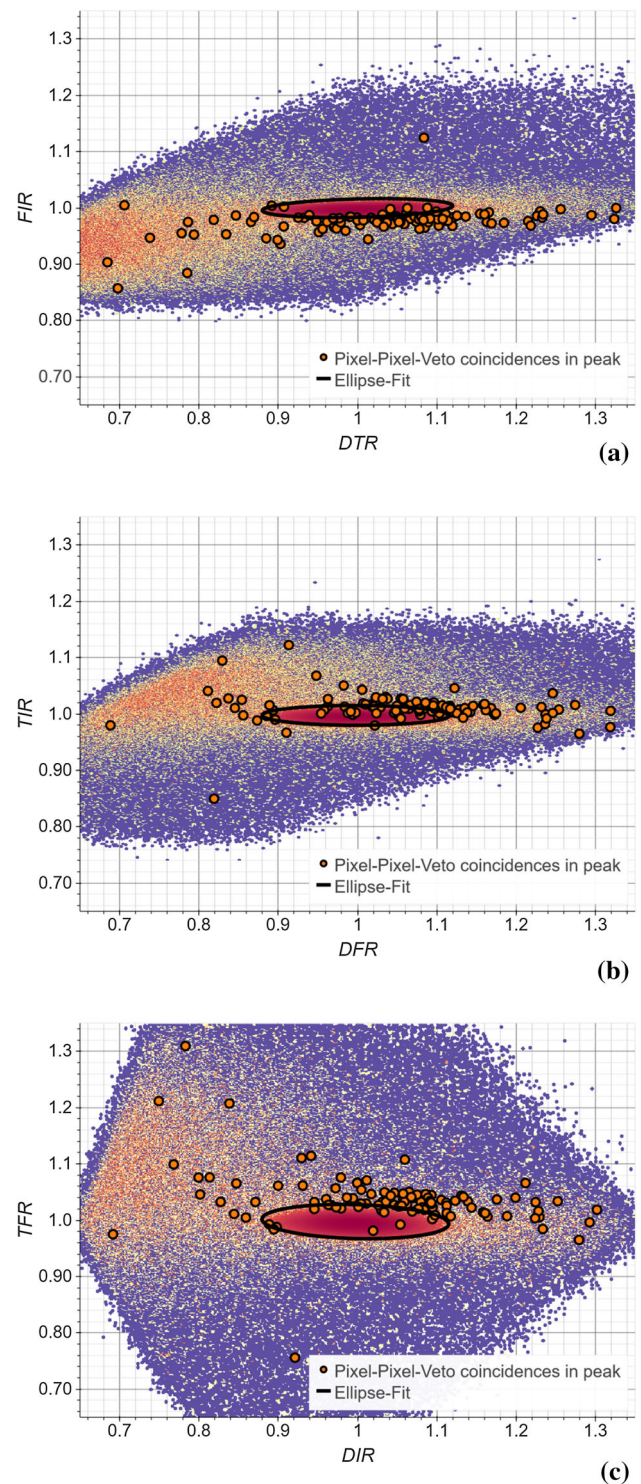 1.3
1.2
1.1
1.0
0.90
0.80
0.70
FIR
Pixel-Pixel-Veto coincidences in peak
Ellipse-Fit
0.7 0.8 0.9 1 1.1 1.2 1.3
DTR
(a)
1.3
1.2
1.1
1.0
0.90
0.80
0.70
TIR
Pixel-Pixel-Veto coincidences in peak
Ellipse-Fit
0.7 0.8 0.9 1 1.1 1.2 1.3
DFR
(b)
1.3
1.2
1.1
1.0
0.90
0.80
0.70
TFR
Pixel-Pixel-Veto coincidences in peak
Ellipse-Fit
0.7 0.8 0.9 1 1.1 1.2 1.3
DIR
(c)